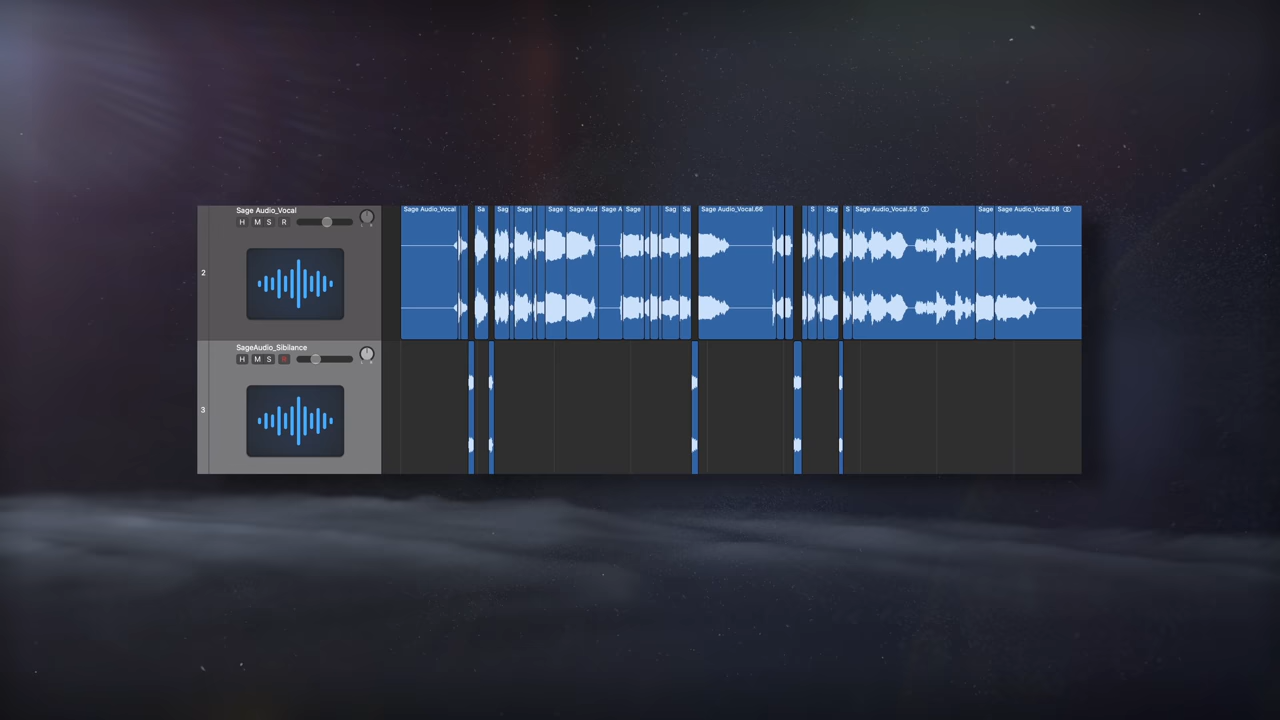 Sage Audio_Vocal
H M S R
2
Sage Audio_Vocal Sa Sag Sage Sage Sage Aud Sage A Sage Sag Sa Sage Audio_Vocal.66 S Sag S Sage Audio_Vocal.55 Sage Sage Audio_Vocal.58
SageAudio_Sibilance
H M S
3